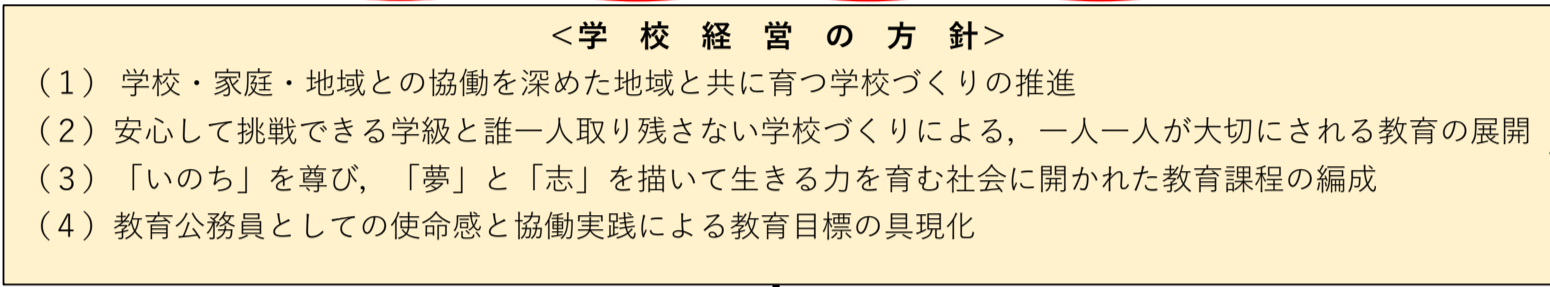 <学　校　経　営　の　方　針>
（１） 学校・家庭・地域との協働を深めた地域と共に育つ学校づくりの推進
（２）安心して挑戦できる学級と誰一人取り残さない学校づくりによる，一人一人が大切にされる教育の展開
（３）「いのち」を尊び，「夢」と「志」を描いて生きる力を育む社会に開かれた教育課程の編成
（４）教育公務員としての使命感と協働実践による教育目標の具現化